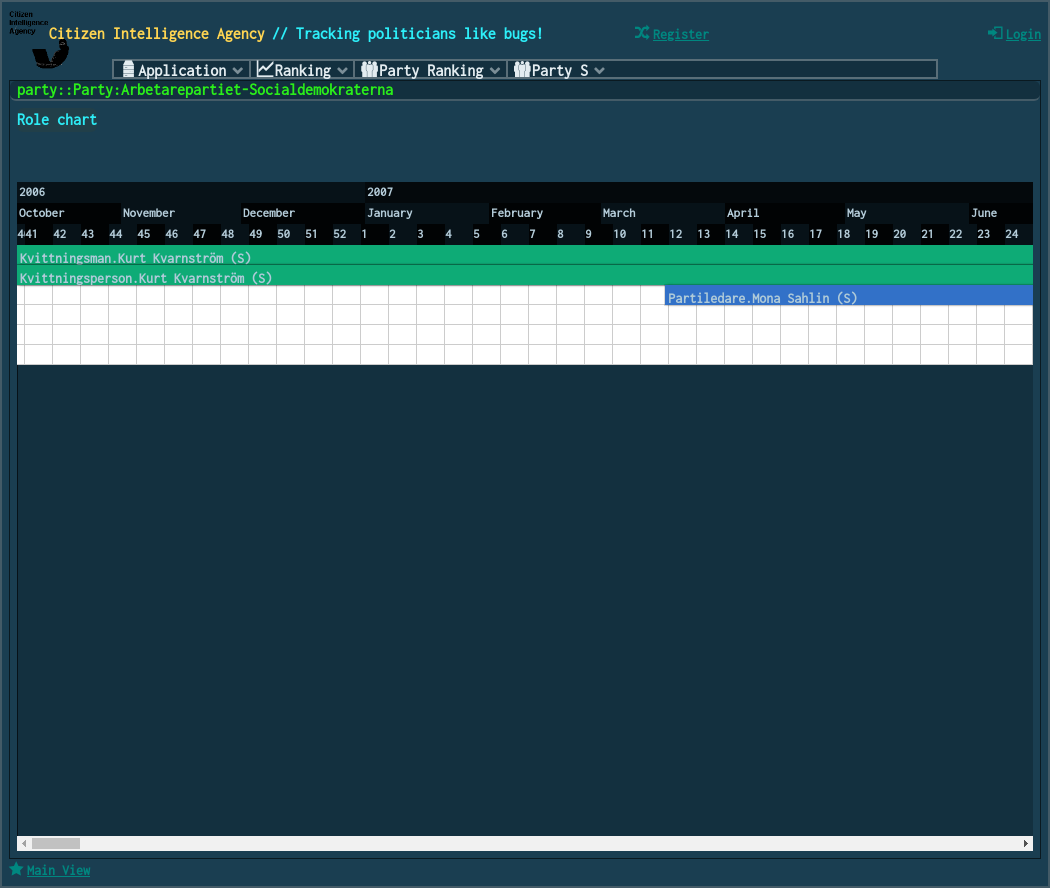 Citizen
Intelligence
Agency
Citizen Intelligence Agency // Tracking politicians like bugs!
Register
Login
Application Ranking Party Ranking Party S
party::Party:Arbetarepartiet-Socialdemokraterna
Role chart
2006 2007
October November December January February March April May June
41 42 43 44 45 46 47 48 49 50 51 52 1 2 3 4 5 6 7 8 9 10 11 12 13 14 15 16 17 18 19 20 21 22 23 24
Kvittningsman.Kurt Kvarnström (S)
Kvittningsperson.Kurt Kvarnström (S)
Partiledare.Mona Sahlin (S)
Main View